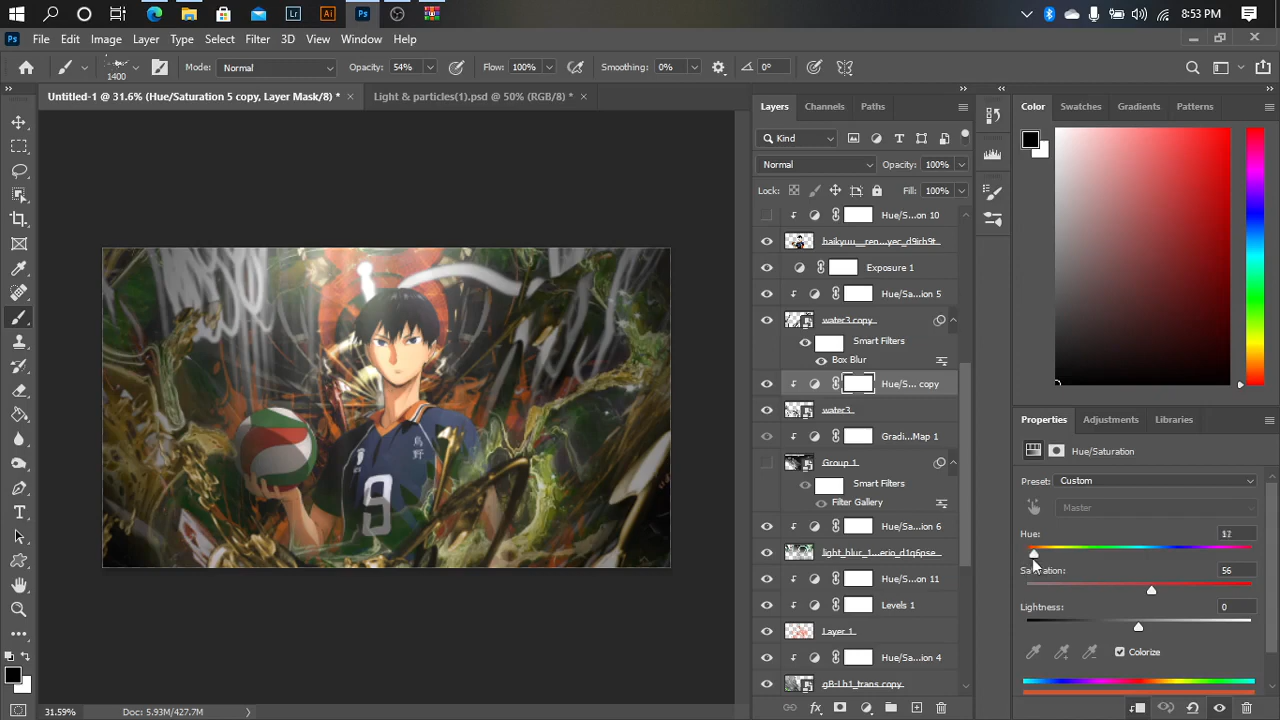 8:53 PM
File Edit Image Layer Type Select Filter 3D View Window Help
1400 Mode: Normal Opacity: 54% Flow: 100% Smoothing: 0% 0°
Untitled-1 @ 31.6% (Hue/Saturation 5 copy, Layer Mask/8) *
Light & particles(1).psd @ 50% (RGB/8) *
Layers Channels Paths
Kind
Normal Opacity: 100%
Lock: Fill: 100%
Hue/S...on 10
haikyuu__ren...yec_d9ich9t
Exposure 1
Hue/Sa...ion 5
water3 copy
Smart Filters
Box Blur
Hue/S... copy
water3
Gradi...Map 1
Group 1
Smart Filters
Filter Gallery
Hue/Sa...ion 6
light_blur_1...erio_d1q6pse
Hue/S...on 11
Levels 1
Layer 1
Hue/Sa...ion 4
Color Swatches Gradients Patterns
Properties Adjustments Libraries
Hue/Saturation
Preset: Custom
Master
Hue: 12
Saturation: 56
Lightness: 0
Colorize
烏
野
9
31.59% Doc: 5.93M/427.7M